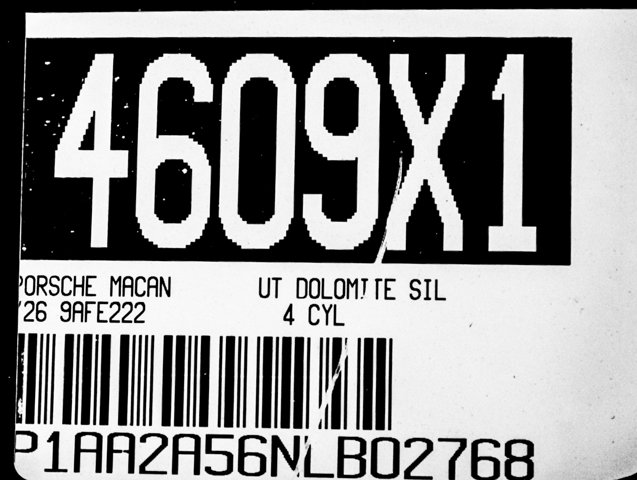 4609X1
PORSCHE MACAN UT DOLOMITE SIL
'26 9AFE222 4 CYL
P1AA2A56NLB02768